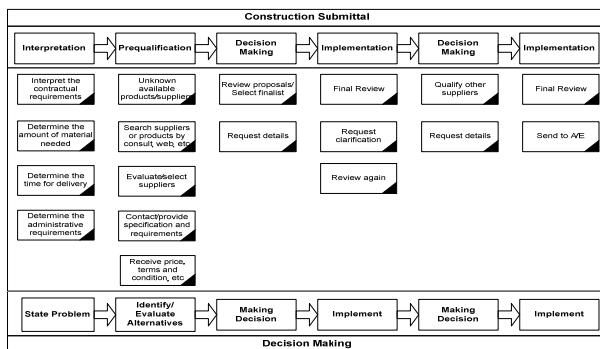 Construction Submittal
Interpretation
Prequalification
Decision
Making
Implementation
Decision
Making
Implementation
Interpret the
contractual
requirements
Determine the
amount of material
needed
Determine the
time for delivery
Determine the
administrative
requirements
Unknown
available
products/suppliers
Search suppliers
or products by
consult, web, etc
Evaluate/select
suppliers
Contact/provide
specification and
requirements
Receive price,
terms and
condition, etc
Review proposals/
Select finalist
Request details
Final Review
Request
clarification
Review again
Qualify other
suppliers
Request details
Final Review
Send to A/E
State Problem
Identify/
Evaluate
Alternatives
Making
Decision
Implement
Making
Decision
Implement
Decision Making